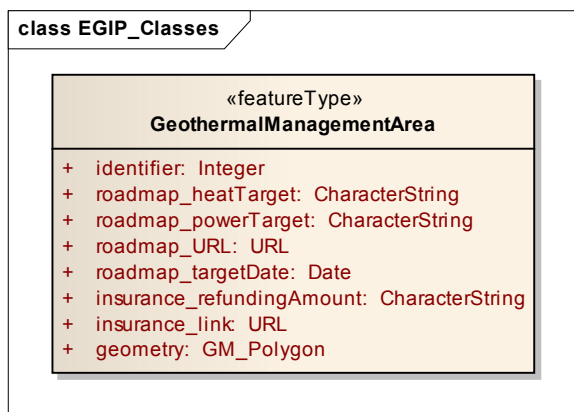 class EGIP_Classes
«featureType»
GeothermalManagementArea
+ identifier: Integer
+ roadmap_heatTarget: CharacterString
+ roadmap_powerTarget: CharacterString
+ roadmap_URL: URL
+ roadmap_targetDate: Date
+ insurance_refundingAmount: CharacterString
+ insurance_link: URL
+ geometry: GM_Polygon